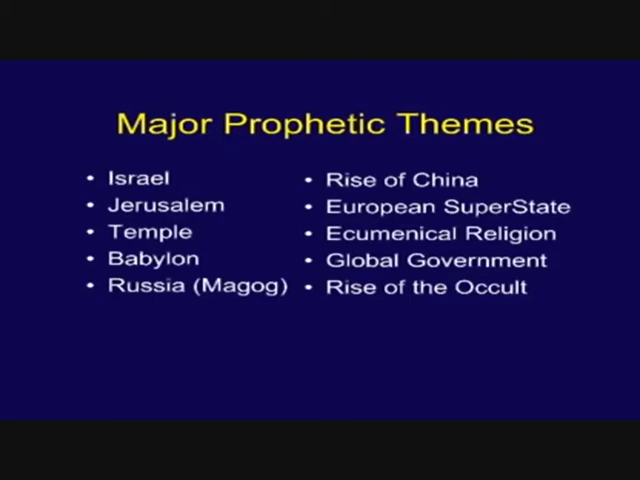 Major Prophetic Themes
• Israel
• Jerusalem
• Temple
• Babylon
• Russia (Magog)
• Rise of China
• European SuperState
• Ecumenical Religion
• Global Government
• Rise of the Occult